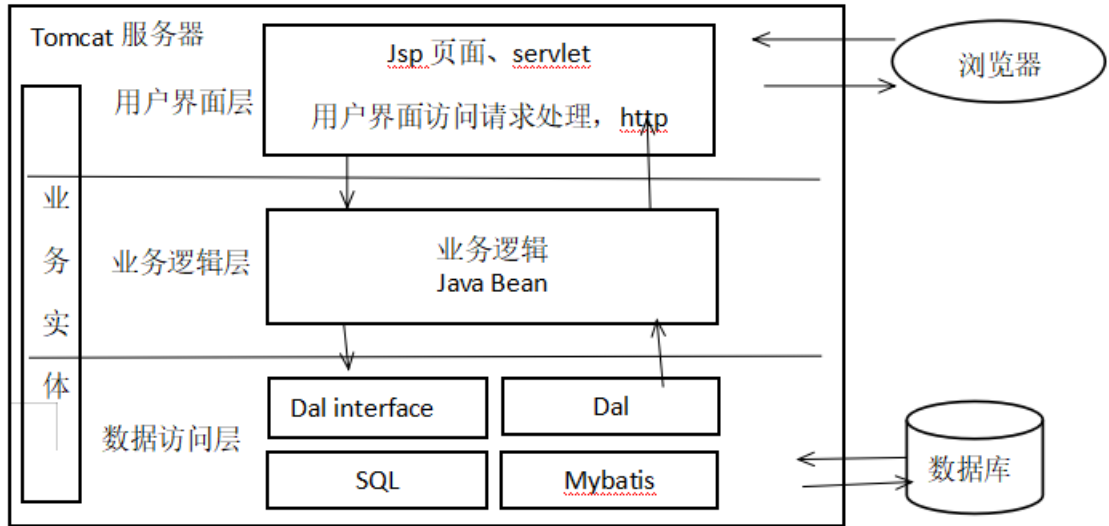 Tomcat 服务器
Jsp 页面、servlet
用户界面访问请求处理，http
用户界面层
浏览器
业务实体
业务逻辑层
业务逻辑
Java Bean
数据访问层
Dal interface
Dal
SQL
Mybatis
数据库